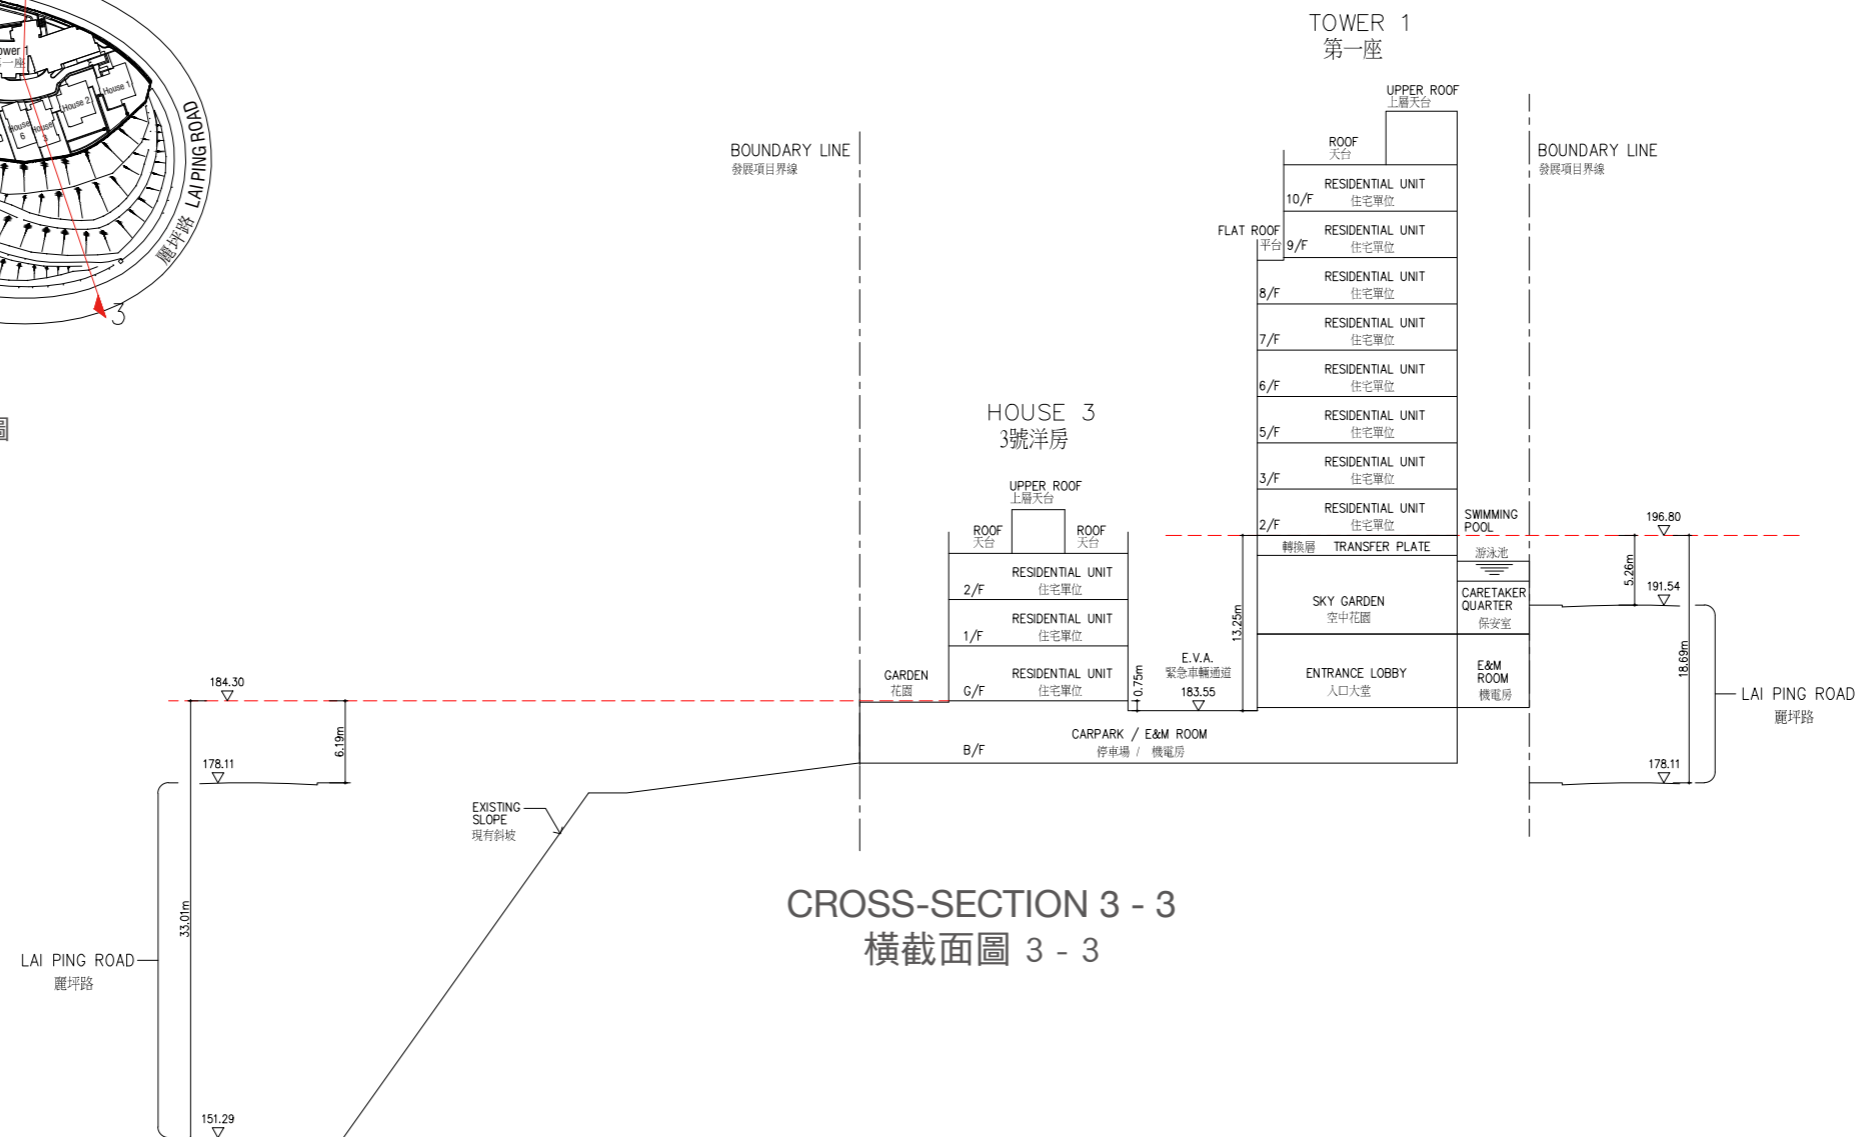 TOWER 1
第一座
UPPER ROOF
上層天台
ROOF
天台
RESIDENTIAL UNIT
10/F
住宅單位
FLAT ROOF
平台
RESIDENTIAL UNIT
9/F
住宅單位
RESIDENTIAL UNIT
8/F
住宅單位
RESIDENTIAL UNIT
7/F
住宅單位
RESIDENTIAL UNIT
6/F
住宅單位
RESIDENTIAL UNIT
5/F
住宅單位
RESIDENTIAL UNIT
3/F
住宅單位
RESIDENTIAL UNIT
2/F
住宅單位
轉換層 TRANSFER PLATE
SKY GARDEN
空中花園
ENTRANCE LOBBY
入口大堂
SWIMMING
POOL
游泳池
CARETAKER
QUARTER
保安室
E&M
ROOM
機電房
BOUNDARY LINE
發展項目界線
BOUNDARY LINE
發展項目界線
196.80
5.26m
191.54
18.69m
178.11
LAI PING ROAD
麗坪路
13.25m
E.V.A.
緊急車輛通道
183.55
0.75m
HOUSE 3
3號洋房
UPPER ROOF
上層天台
ROOF
天台
ROOF
天台
RESIDENTIAL UNIT
2/F
住宅單位
RESIDENTIAL UNIT
1/F
住宅單位
RESIDENTIAL UNIT
G/F
住宅單位
GARDEN
花園
CARPARK / E&M ROOM
B/F
停車場 / 機電房
184.30
6.19m
178.11
33.01m
151.29
EXISTING
SLOPE
現有斜坡
LAI PING ROAD
麗坪路
CROSS-SECTION 3 - 3
橫截面圖 3 - 3
House 1
House 2
House
3
House
6
麗坪路 LAI PING ROAD
3
圖